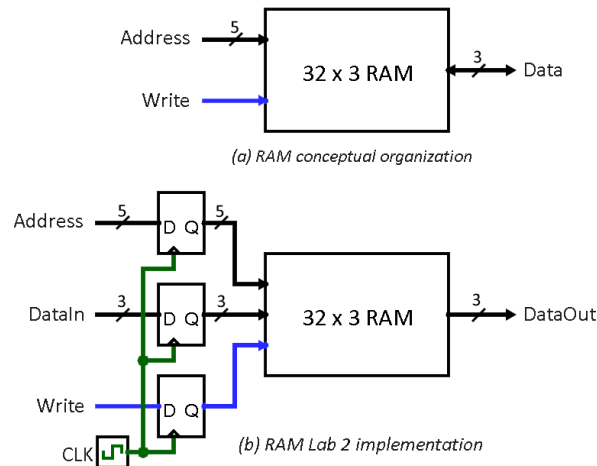 Address 5
32 x 3 RAM
3 Data
Write
(a) RAM conceptual organization
Address 5 D Q 5
DataIn 3 D Q 3
32 x 3 RAM
3 DataOut
Write D Q
CLK
(b) RAM Lab 2 implementation